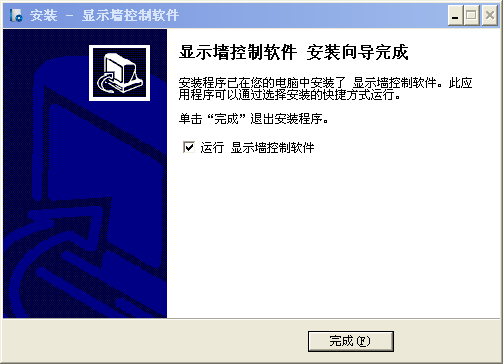 安装 - 显示墙控制软件
显示墙控制软件 安装向导完成
安装程序已在您的电脑中安装了 显示墙控制软件。此应
用程序可以通过选择安装的快捷方式运行。
单击“完成”退出安装程序。
运行 显示墙控制软件
完成(F)